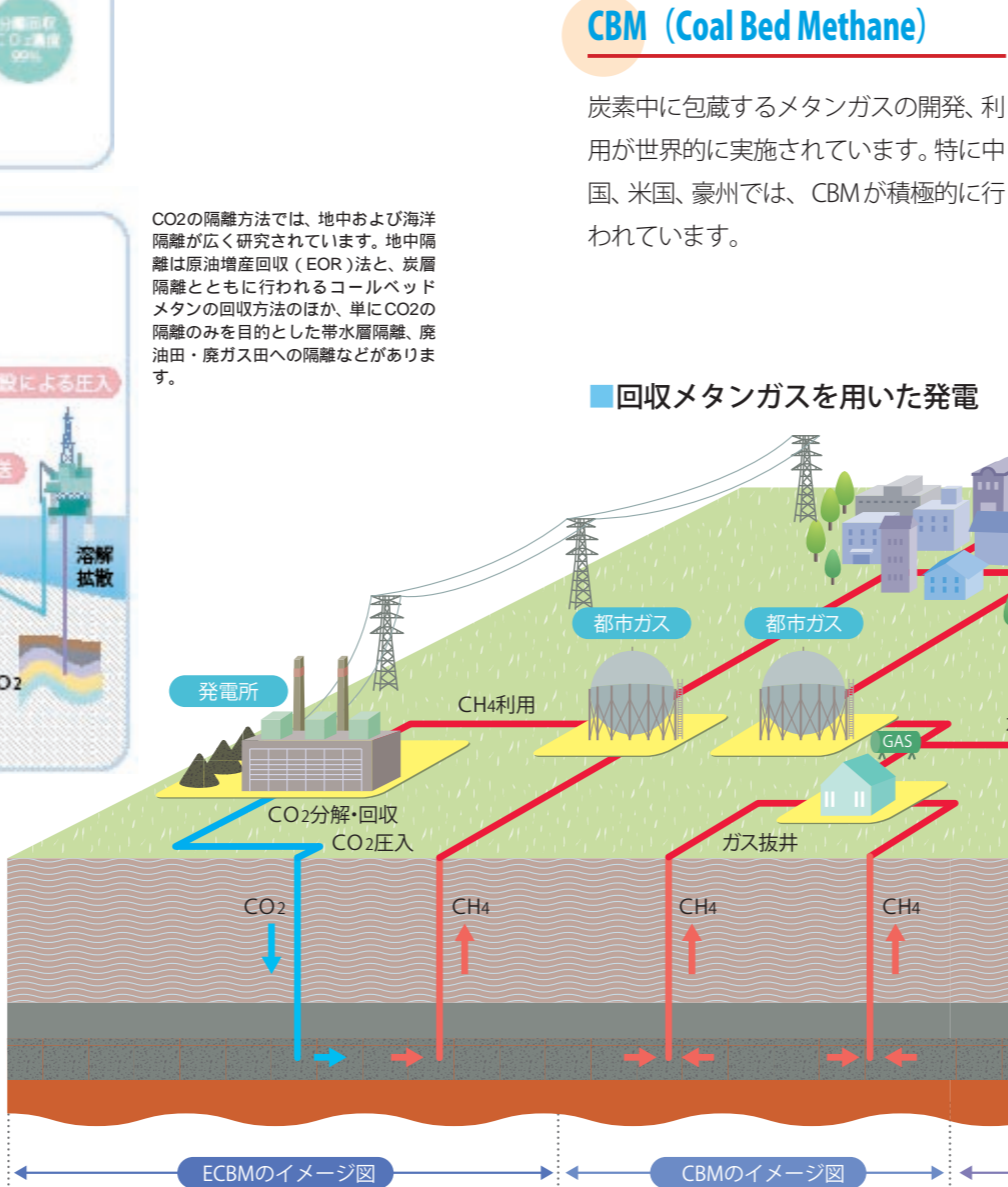 分離回収
CO2濃度
99%
CO2の隔離方法では、地中および海洋
隔離が広く研究されています。地中隔
離は原油増産回収（EOR）法と、炭層
隔離とともに行われるコールベッド
メタンの回収方法のほか、単にCO2の
隔離のみを目的とした帯水層隔離、廃
油田・廃ガス田への隔離などがありま
す。
設による圧入
送
溶解
拡散
O2
CBM（Coal Bed Methane）
炭素中に包蔵するメタンガスの開発、利
用が世界的に実施されています。特に中
国、米国、豪州では、CBMが積極的に行
われています。
■回収メタンガスを用いた発電
都市ガス
都市ガス
発電所
CH4利用
GAS
CO2分解・回収
CO2圧入
ガス抜井
CO2
CH4
CH4
CH4
ECBMのイメージ図
CBMのイメージ図